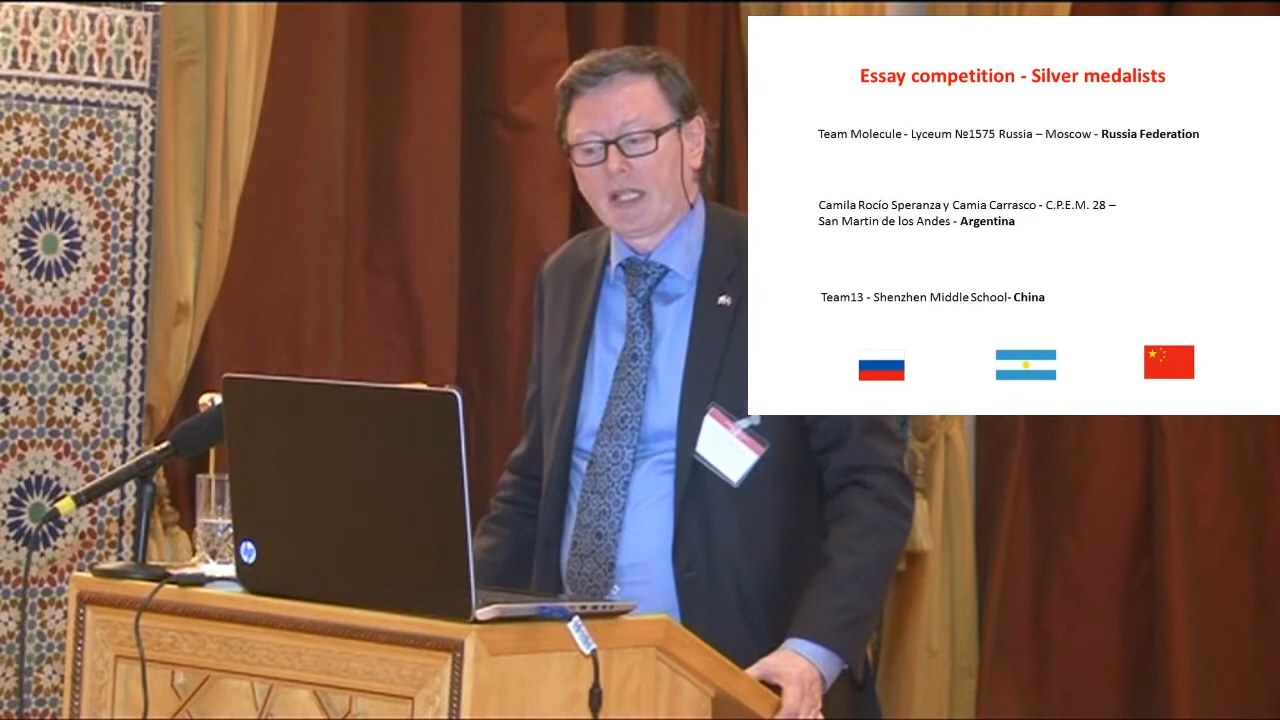 Essay competition - Silver medalists
Team Molecule - Lyceum №1575 Russia – Moscow - Russia Federation
Camila Rocío Speranza y Camia Carrasco - C.P.E.M. 28 –
San Martin de los Andes - Argentina
Team13 - Shenzhen Middle School- China
hp